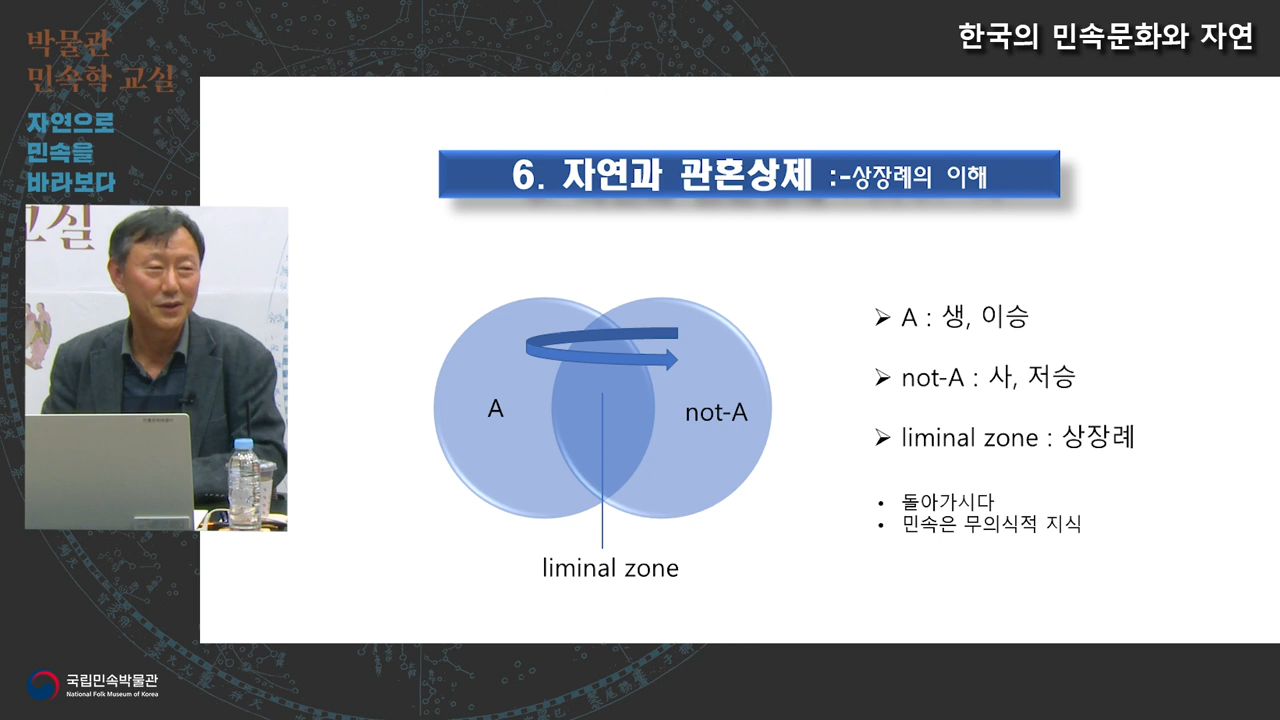 박물관
민속학 교실
자연으로
민속을
바라보다
한국의 민속문화와 자연
교실
6. 자연과 관혼상제 :-상장례의 이해
A
not-A
liminal zone
➢ A : 생, 이승
➢ not-A : 사, 저승
➢ liminal zone : 상장례
• 돌아가시다
• 민속은 무의식적 지식
국립민속박물관
National Folk Museum of Korea